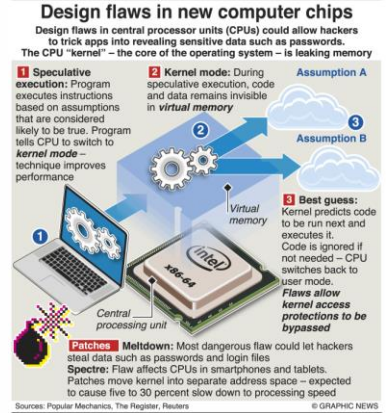 Design flaws in new computer chips
Design flaws in central processor units (CPUs) could allow hackers
to trick apps into revealing sensitive data such as passwords.
The CPU "kernel" – the core of the operating system – is leaking memory
1 Speculative
execution: Program
executes instructions
based on assumptions
that are considered
likely to be true. Program
tells CPU to switch to
kernel mode –
technique improves
performance
2 Kernel mode: During
speculative execution, code
and data remains invisible
in virtual memory
Assumption A
2
3
Assumption B
Virtual
memory
3 Best guess:
Kernel predicts code
to be run next and
executes it.
Code is ignored if
not needed – CPU
switches back to
user mode.
Flaws allow
kernel access
protections to be
bypassed
1
intel
x86-64
Central
processing unit
Patches Meltdown: Most dangerous flaw could let hackers
steal data such as passwords and login files
Spectre: Flaw affects CPUs in smartphones and tablets.
Patches move kernel into separate address space – expected
to cause five to 30 percent slow down to processing speed
Sources: Popular Mechanics, The Register, Reuters
© GRAPHIC NEWS